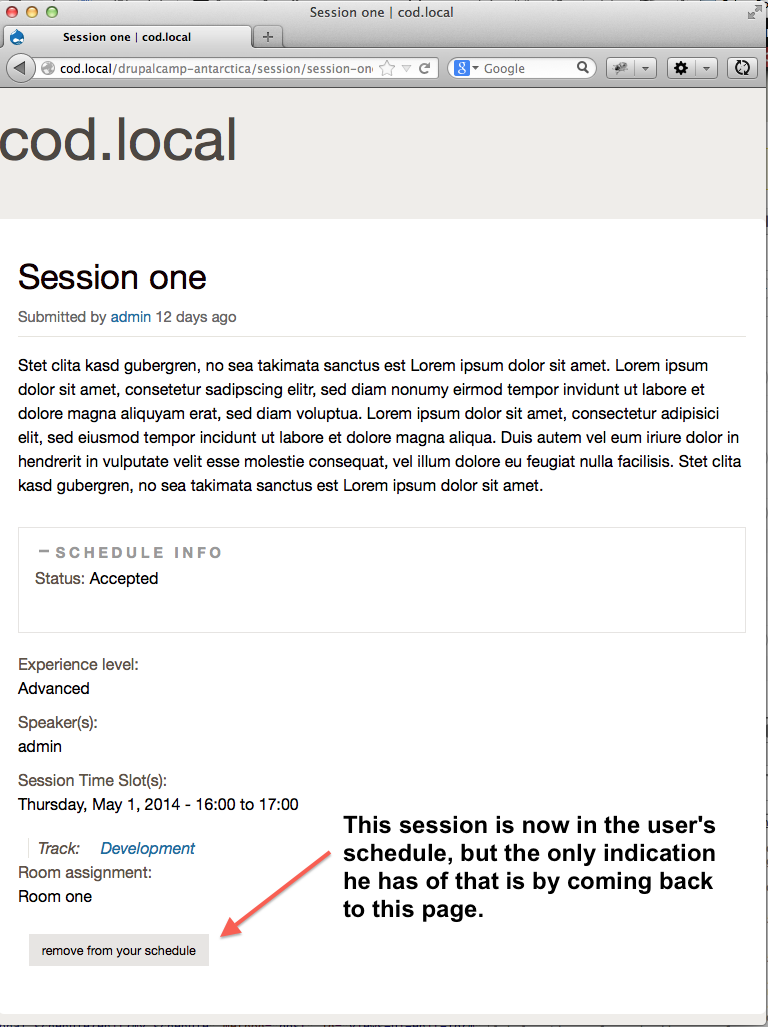 Session one | cod.local
Session one | cod.local
cod.local/drupalcamp-antarctica/session/session-on
Google
cod.local
Session one
Submitted by admin 12 days ago
Stet clita kasd gubergren, no sea takimata sanctus est Lorem ipsum dolor sit amet. Lorem ipsum
dolor sit amet, consetetur sadipscing elitr, sed diam nonumy eirmod tempor invidunt ut labore et
dolore magna aliquyam erat, sed diam voluptua. Lorem ipsum dolor sit amet, consectetur adipisici
elit, sed eiusmod tempor incidunt ut labore et dolore magna aliqua. Duis autem vel eum iriure dolor in
hendrerit in vulputate velit esse molestie consequat, vel illum dolore eu feugiat nulla facilisis. Stet clita
kasd gubergren, no sea takimata sanctus est Lorem ipsum dolor sit amet.
SCHEDULE INFO
Status: Accepted
Experience level:
Advanced
Speaker(s):
admin
Session Time Slot(s):
Thursday, May 1, 2014 - 16:00 to 17:00
Track: Development
Room assignment:
Room one
remove from your schedule
This session is now in the user's
schedule, but the only indication
he has of that is by coming back
to this page.